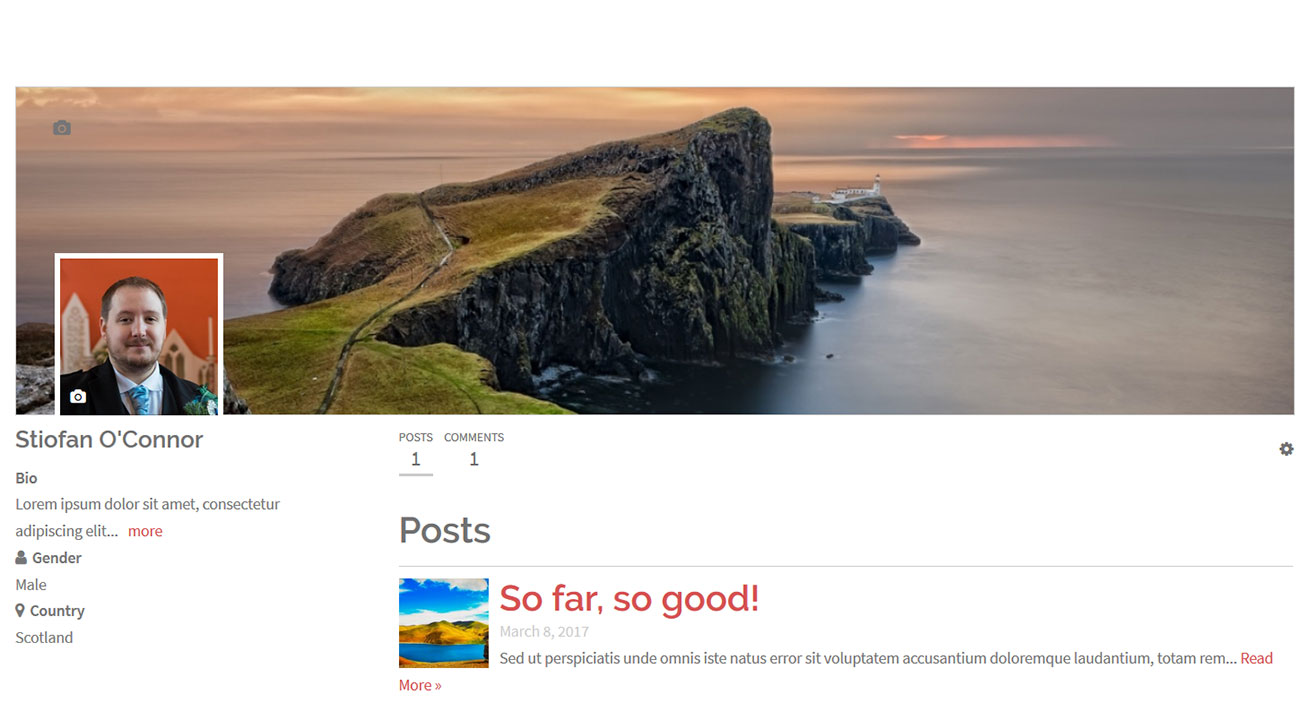 Stiofan O'Connor
Bio
Lorem ipsum dolor sit amet, consectetur
adipiscing elit... more
Gender
Male
Country
Scotland
POSTS COMMENTS
1 1
Posts
So far, so good!
March 8, 2017
Sed ut perspiciatis unde omnis iste natus error sit voluptatem accusantium doloremque laudantium, totam rem... Read
More »